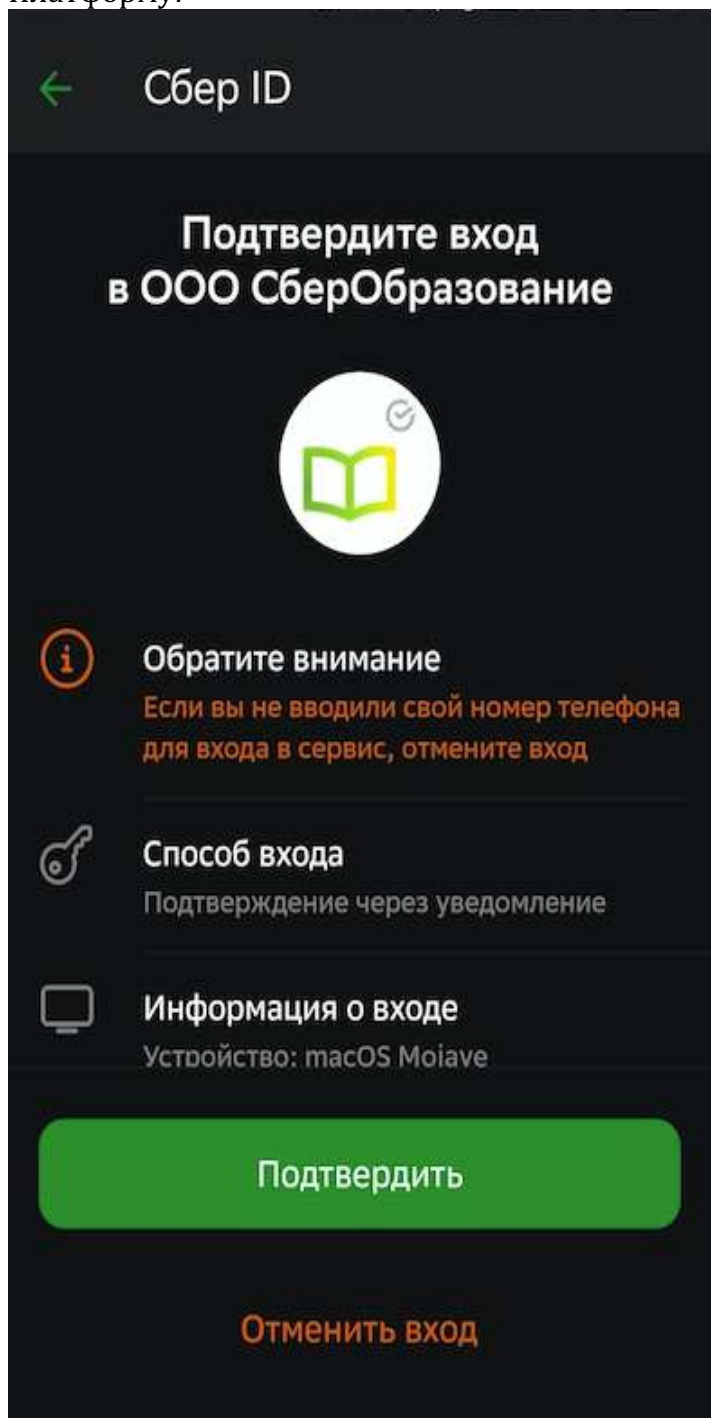 платформу.
Сбер ID
Подтвердите вход
в ООО СберОбразование
Обратите внимание
Если вы не вводили свой номер телефона
для входа в сервис, отмените вход
Способ входа
Подтверждение через уведомление
Информация о входе
Устройство: macOS Mojave
Подтвердить
Отменить вход